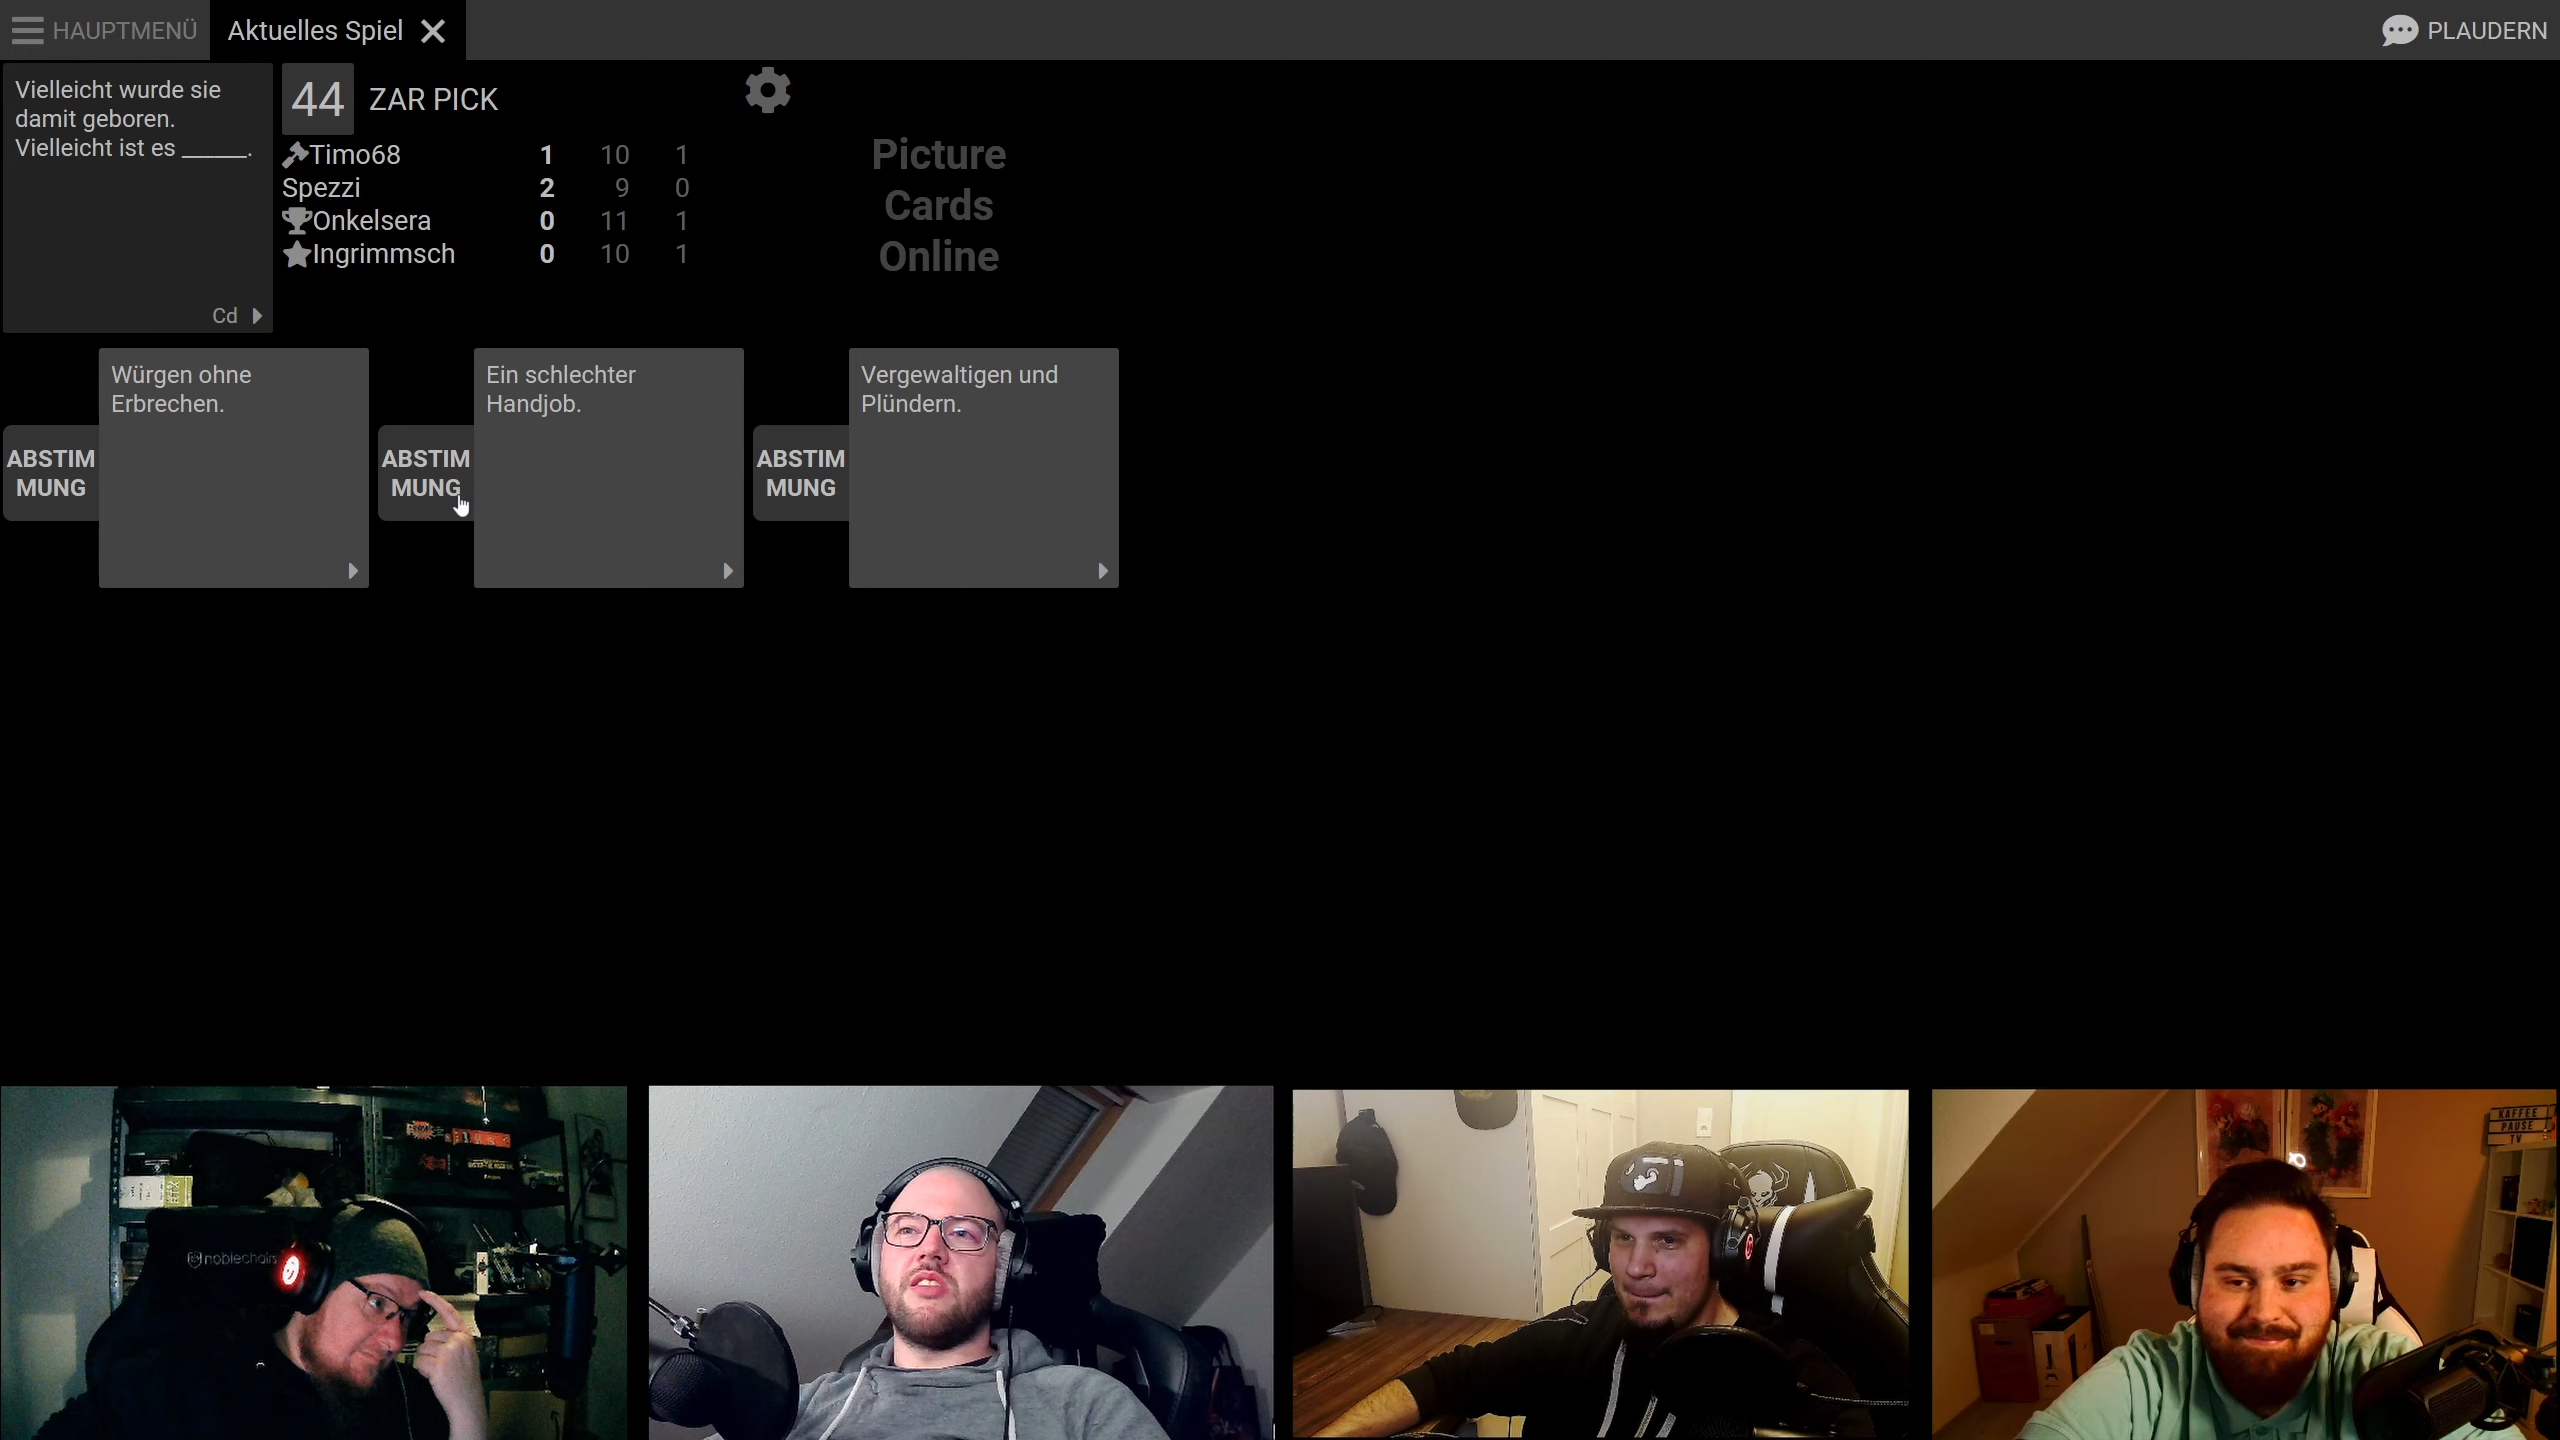 HAUPTMENÜ
Aktuelles Spiel
PLAUDERN
Vielleicht wurde sie
damit geboren.
Vielleicht ist es ______.
Cd
44
ZAR PICK
Timo68 1 10 1
Spezzi 2 9 0
Onkelsera 0 11 1
Ingrimmsch 0 10 1
Picture
Cards
Online
ABSTIM
MUNG
Würgen ohne
Erbrechen.
ABSTIM
MUNG
Ein schlechter
Handjob.
ABSTIM
MUNG
Vergewaltigen und
Plündern.
noblechairs
KAFFEE
PAUSE
TV